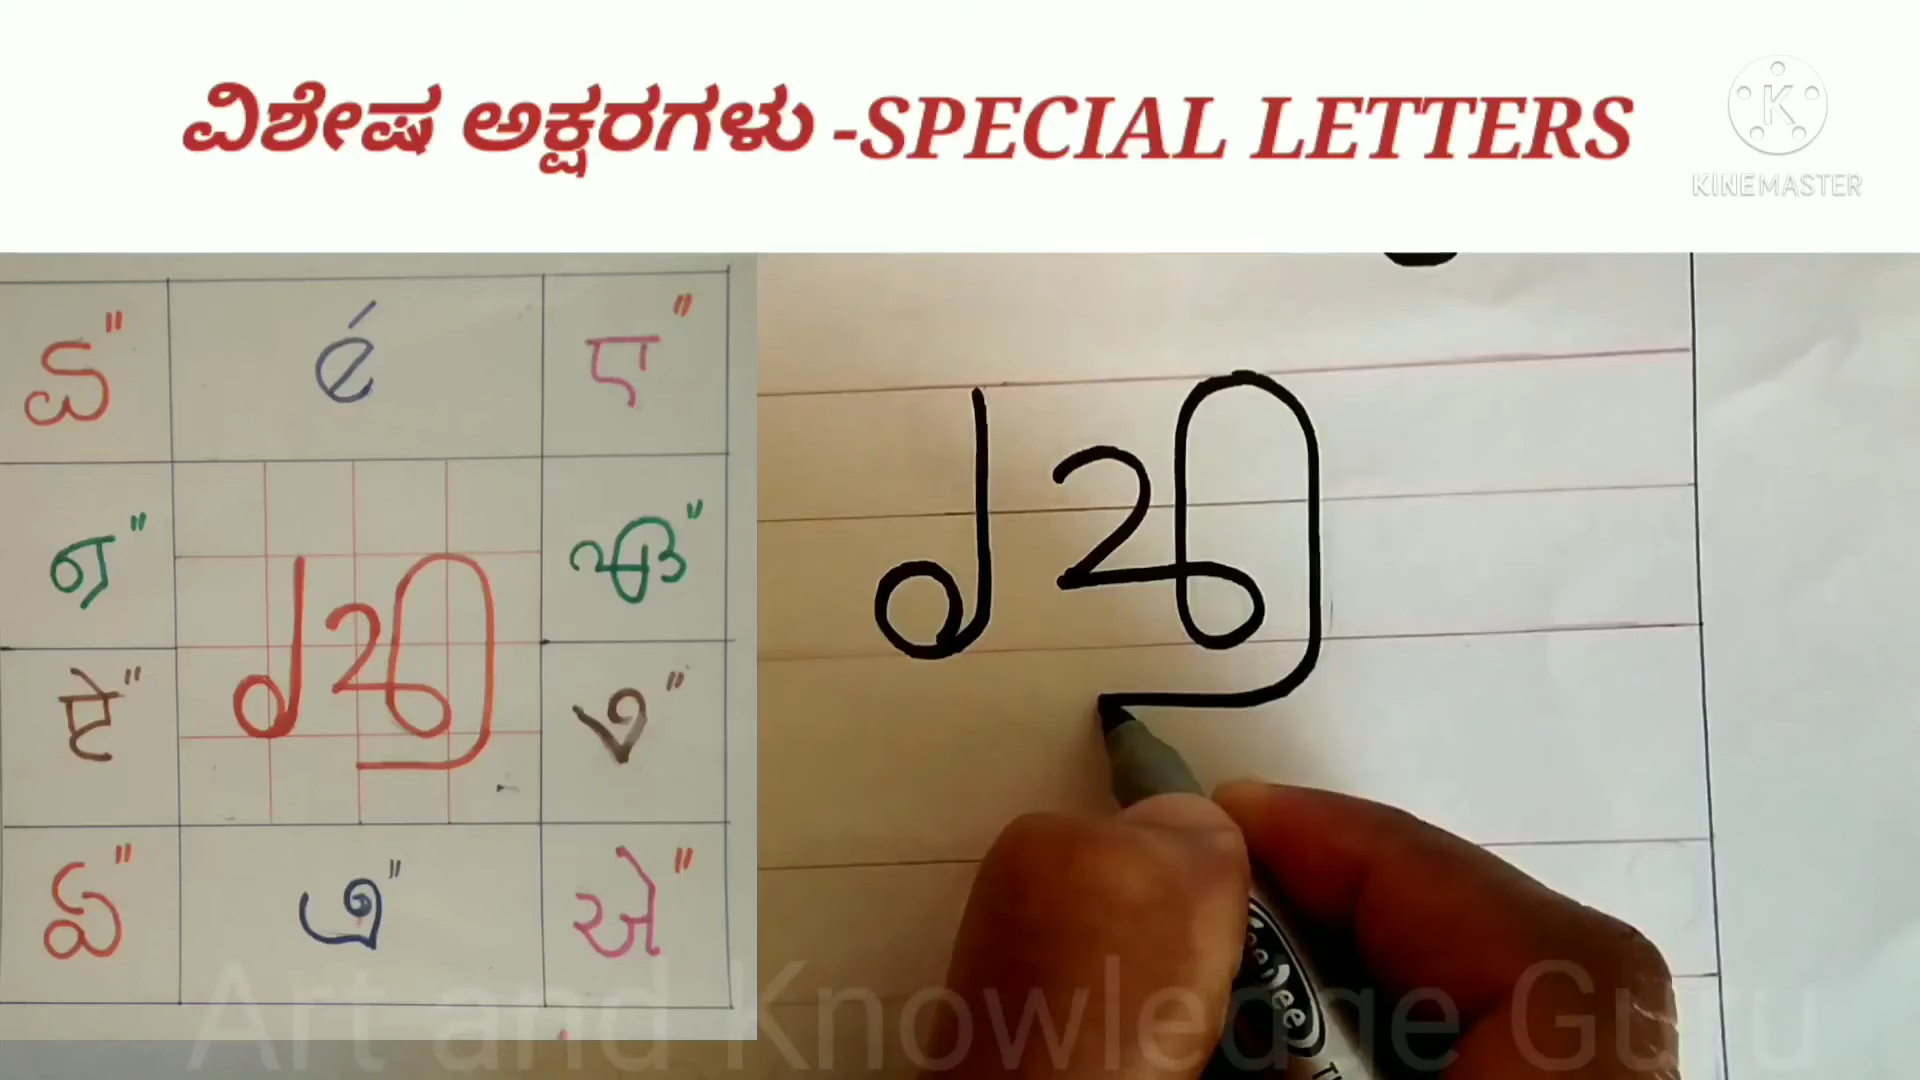 ವಿಶೇಷ ಅಕ್ಷರಗಳು -SPECIAL LETTERS
KINEMASTER
ಏ" é ए"
ஏ" ഏ"
ਏ" ଏ"
ఏ" এ" એ"
Art and Knowledge Guru